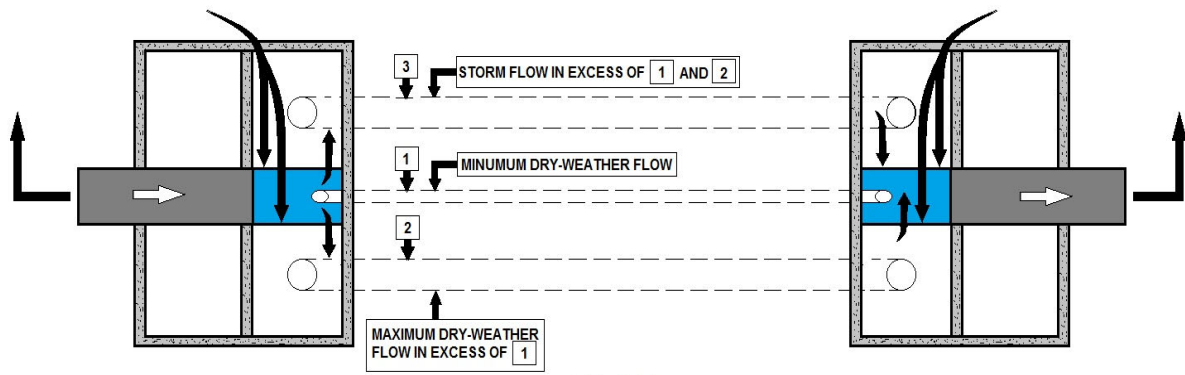 3
STORM FLOW IN EXCESS OF 1 AND 2
1
MINUMUM DRY-WEATHER FLOW
2
MAXIMUM DRY-WEATHER
FLOW IN EXCESS OF 1